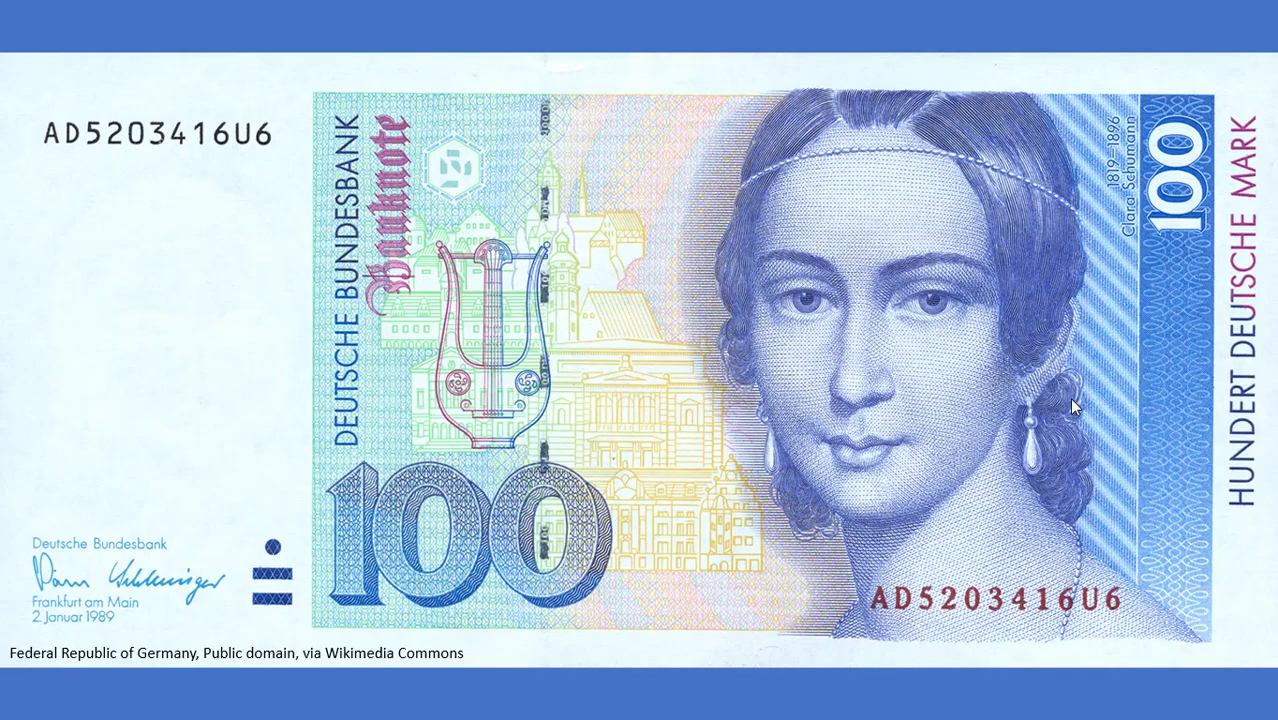 AD5203416U6
DEUTSCHE BUNDESBANK
Banknote
1819–1896
Clara Schumann
100
HUNDERT DEUTSCHE MARK
100
Deutsche Bundesbank
Frankfurt am Main
2. Januar 1989
AD5203416U6
Federal Republic of Germany, Public domain, via Wikimedia Commons